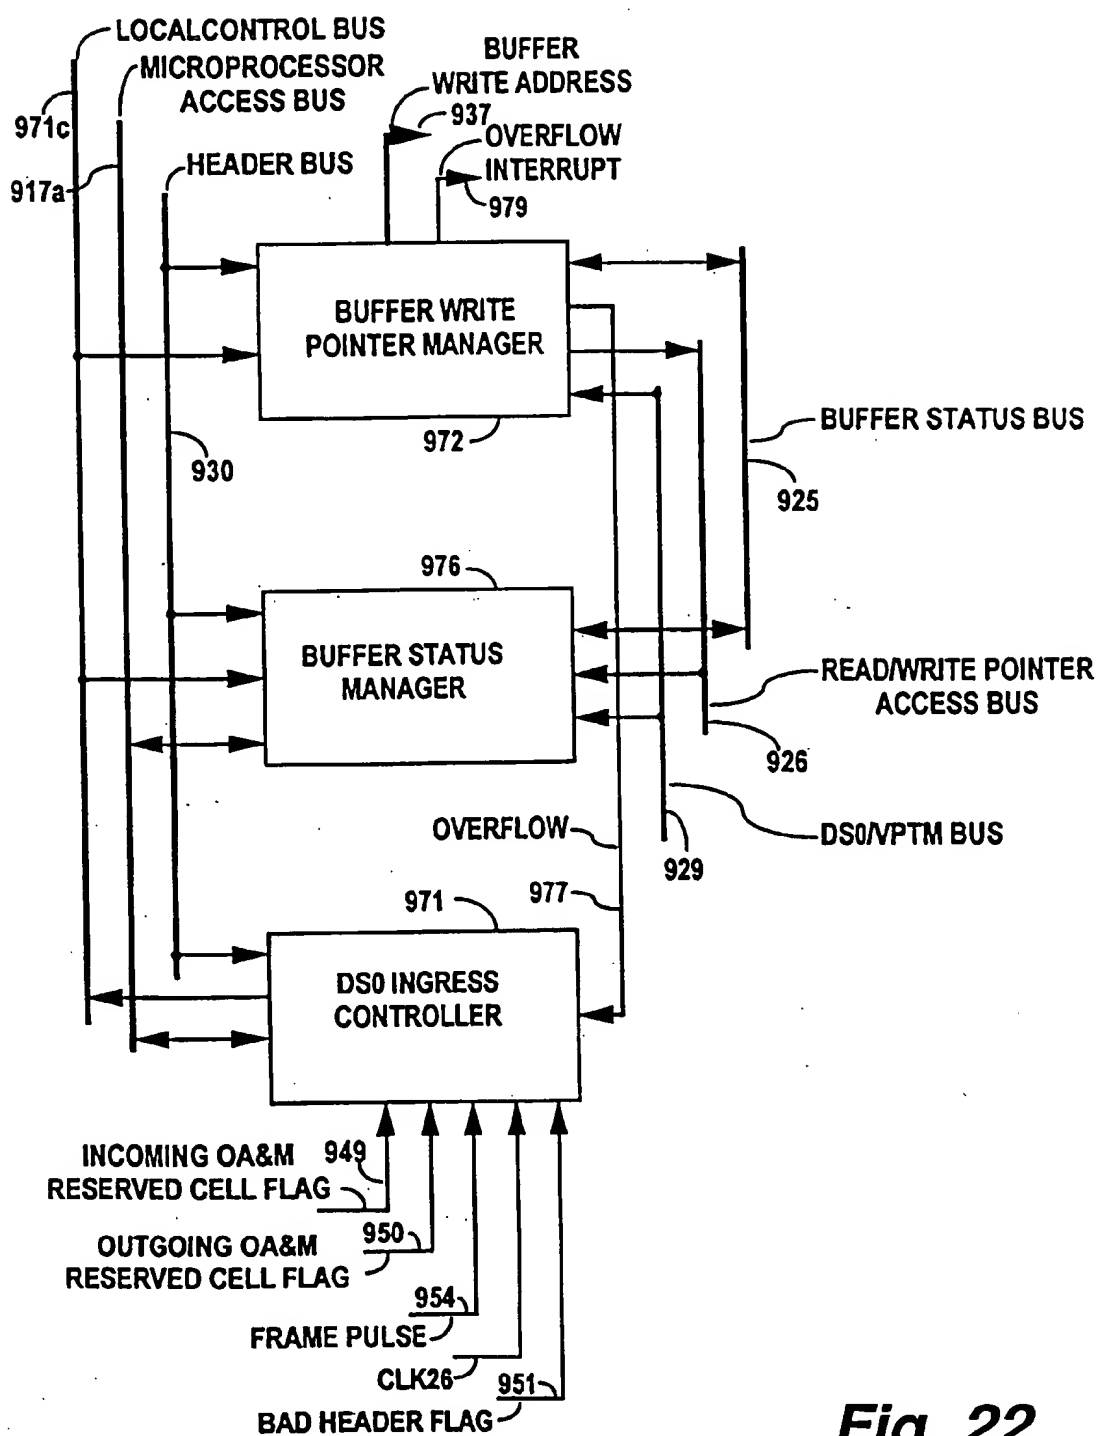 LOCALCONTROL BUS
MICROPROCESSOR
ACCESS BUS
971c
917a
HEADER BUS
BUFFER
WRITE ADDRESS
937
OVERFLOW
INTERRUPT
979
BUFFER WRITE
POINTER MANAGER
972
930
BUFFER STATUS BUS
925
976
BUFFER STATUS
MANAGER
READ/WRITE POINTER
ACCESS BUS
926
DS0/VPTM BUS
929
OVERFLOW
977
971
DS0 INGRESS
CONTROLLER
INCOMING OA&M
RESERVED CELL FLAG
949
OUTGOING OA&M
RESERVED CELL FLAG
950
954
FRAME PULSE
CLK26
951
BAD HEADER FLAG
Fig. 22